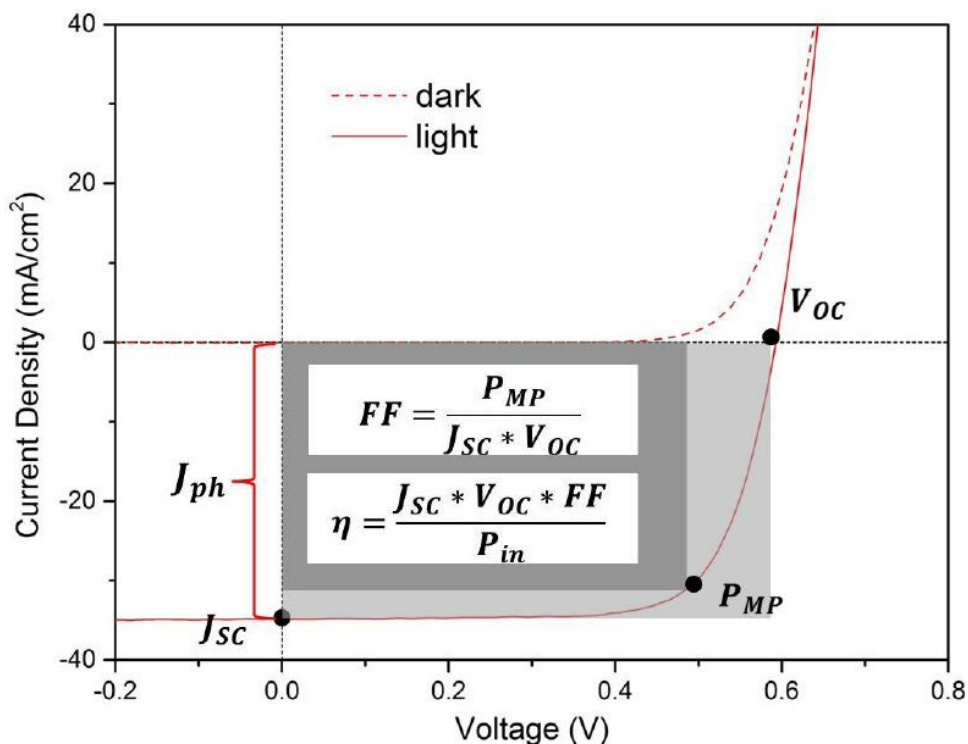 40
20
0
-20
-40
Current Density (mA/cm²)
dark
light
V_OC
FF = P_MP / J_SC * V_OC
η = J_SC * V_OC * FF / P_in
J_ph
P_MP
J_SC
-0.2 0.0 0.2 0.4 0.6 0.8
Voltage (V)